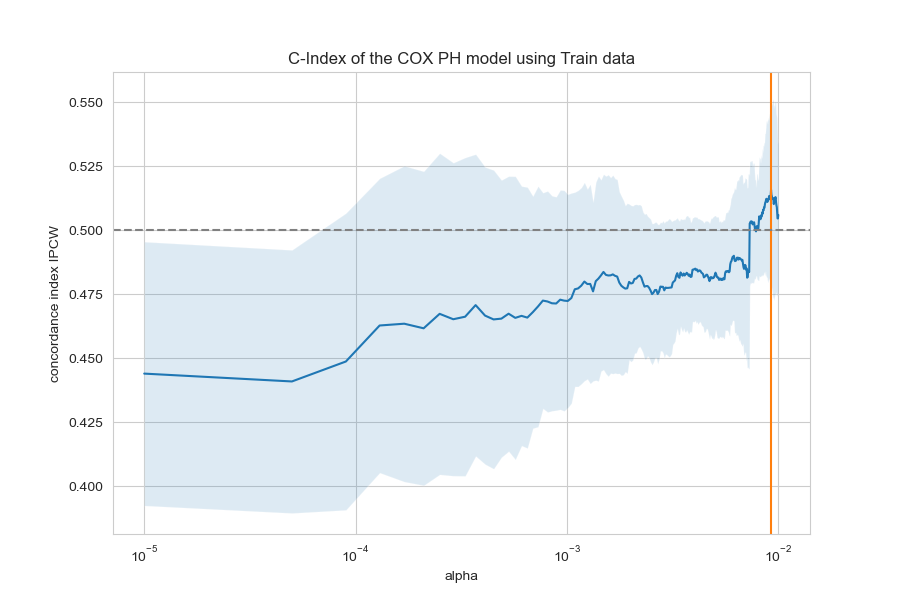 C-Index of the COX PH model using Train data
concordance index IPCW
0.550
0.525
0.500
0.475
0.450
0.425
0.400
10⁻⁵ 10⁻⁴ 10⁻³ 10⁻²
alpha